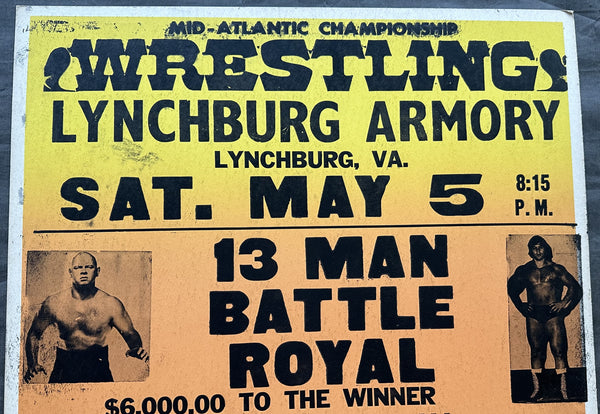 MID-ATLANTIC CHAMPIONSHIP
WRESTLING
LYNCHBURG ARMORY
LYNCHBURG, VA.
SAT. MAY 5 8:15 P. M.
13 MAN
BATTLE
ROYAL
$6,000.00 TO THE WINNER